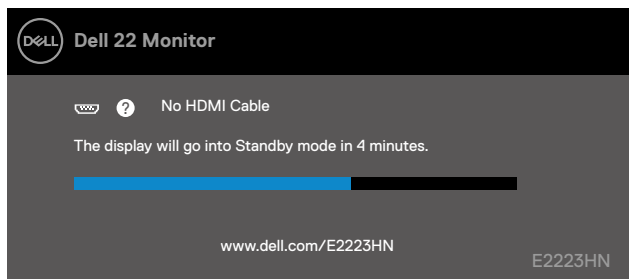 DELL Dell 22 Monitor
? No HDMI Cable
The display will go into Standby mode in 4 minutes.
www.dell.com/E2223HN
E2223HN